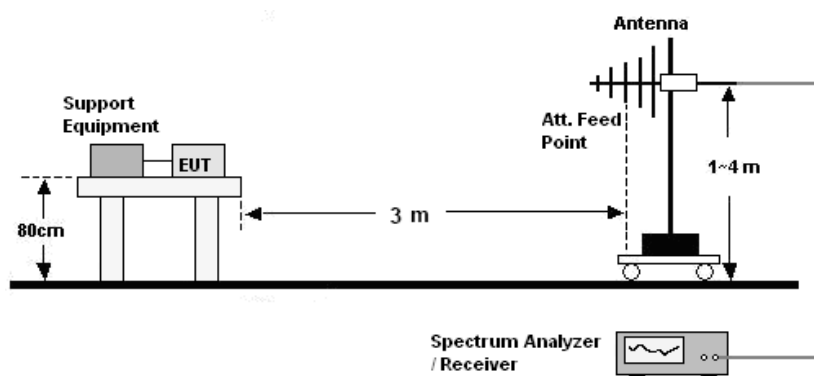 Antenna
Support
Equipment
EUT
Att. Feed
Point
1~4 m
80cm
3 m
Spectrum Analyzer
/ Receiver